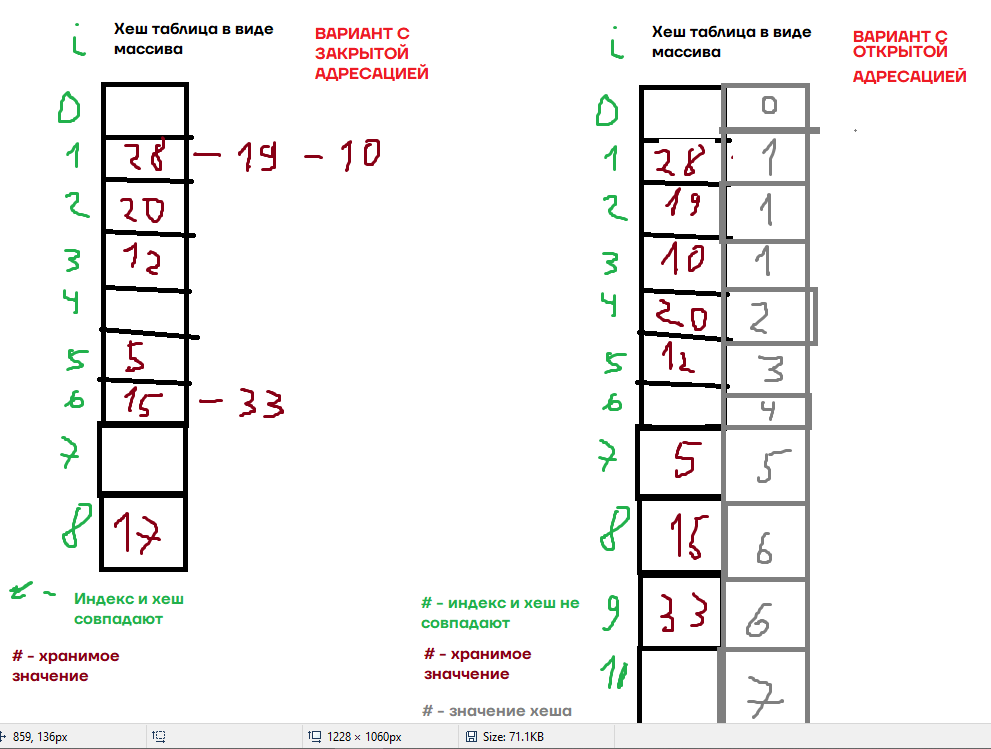 i
Хеш таблица в виде
массива
ВАРИАНТ С
ЗАКРЫТОЙ
АДРЕСАЦИЕЙ
0
1 28 - 19 - 10
2 20
3 12
4
5 5
6 15 - 33
7
8 17
Индекс и хеш
совпадают
# - хранимое
значение
i
Хеш таблица в виде
массива
ВАРИАНТ С
ОТКРЫТОЙ
АДРЕСАЦИЕЙ
0 0
1 28 1
2 19 1
3 10 1
4 20 2
5 12 3
6 4
7 5 5
8 15 6
9 33 6
10 7
# - индекс и хеш не
совпадают
# - хранимое
значчение
# - значение хеша
859, 136px
1228 × 1060px
Size: 71.1KB